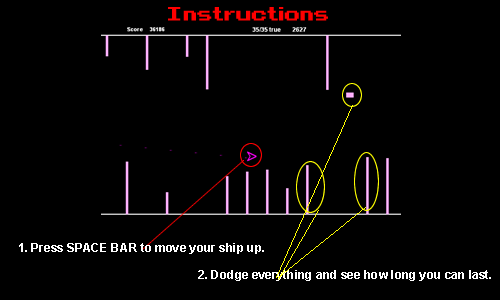 Instructions
Score 36186 35/35 true 2627
1. Press SPACE BAR to move your ship up.
2. Dodge everything and see how long you can last.